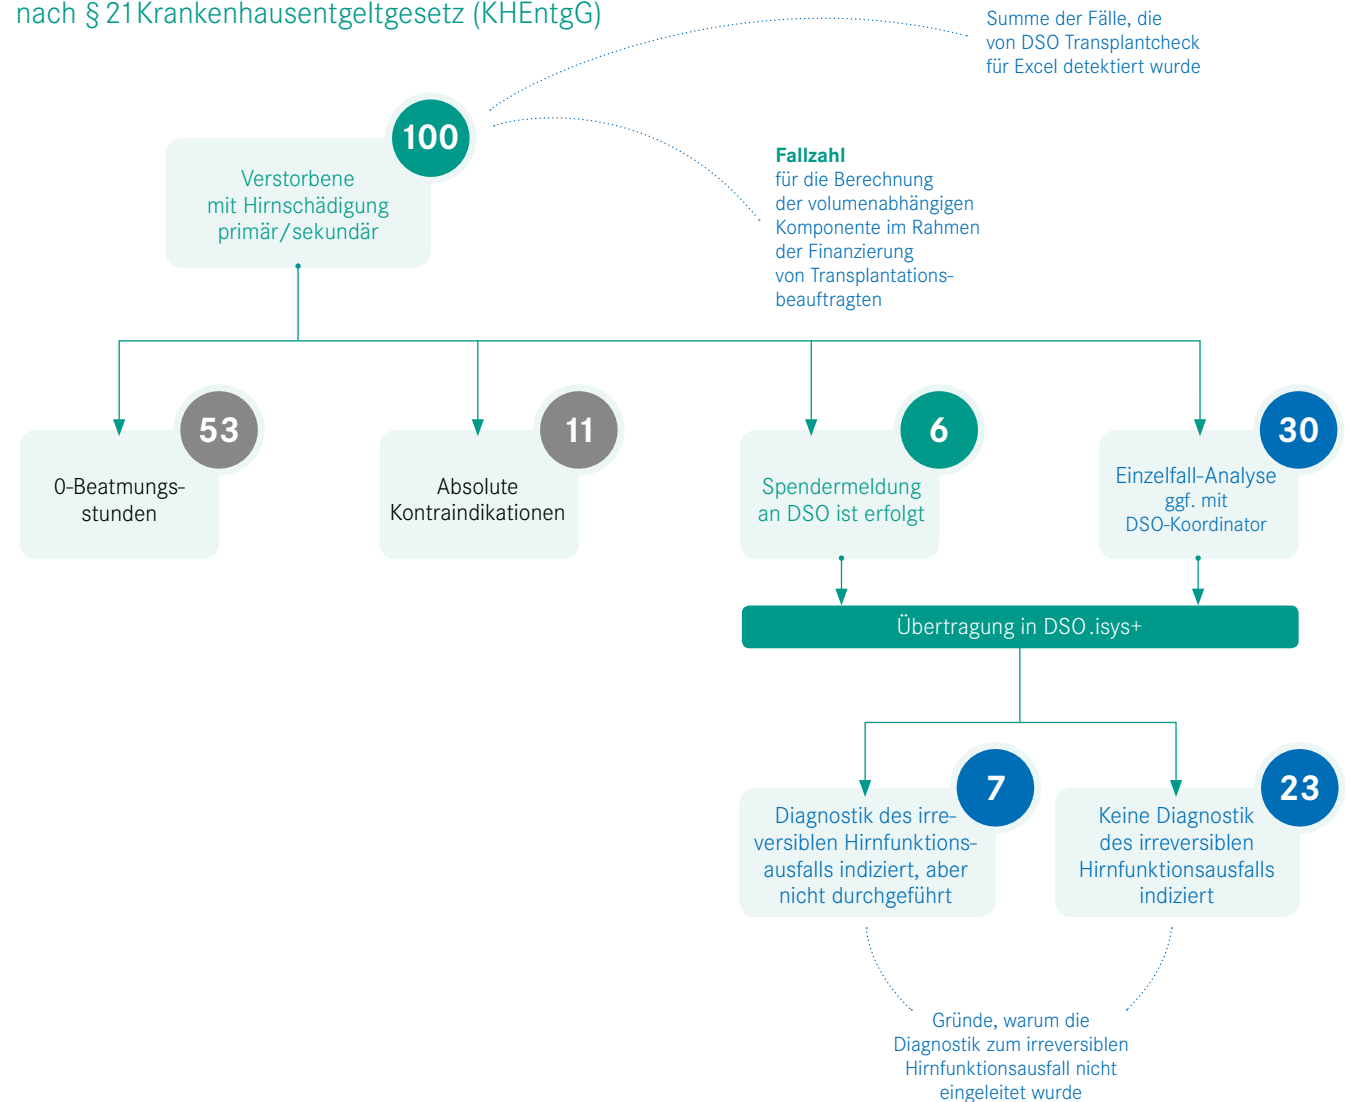 nach § 21 Krankenhausentgeltgesetz (KHEntgG)
Summe der Fälle, die
von DSO Transplantcheck
für Excel detektiert wurde
100
Verstorbene
mit Hirnschädigung
primär/sekundär
Fallzahl
für die Berechnung
der volumenabhängigen
Komponente im Rahmen
der Finanzierung
von Transplantations-
beauftragten
53
0-Beatmungs-
stunden
11
Absolute
Kontraindikationen
6
Spendermeldung
an DSO ist erfolgt
30
Einzelfall-Analyse
ggf. mit
DSO-Koordinator
Übertragung in DSO.isys+
7
Diagnostik des irre-
versiblen Hirnfunktions-
ausfalls indiziert, aber
nicht durchgeführt
23
Keine Diagnostik
des irreversiblen
Hirnfunktionsausfalls
indiziert
Gründe, warum die
Diagnostik zum irreversiblen
Hirnfunktionsausfall nicht
eingeleitet wurde